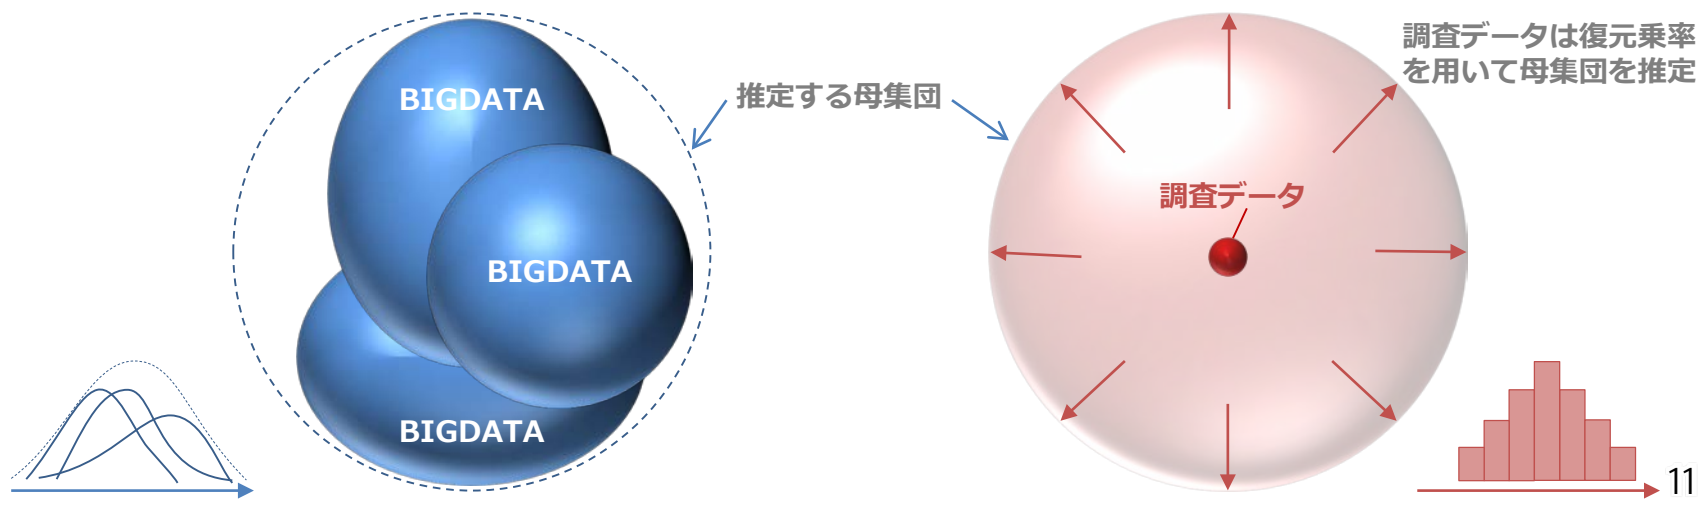 BIGDATA
BIGDATA
BIGDATA
推定する母集団
調査データは復元乗率
を用いて母集団を推定
調査データ
11